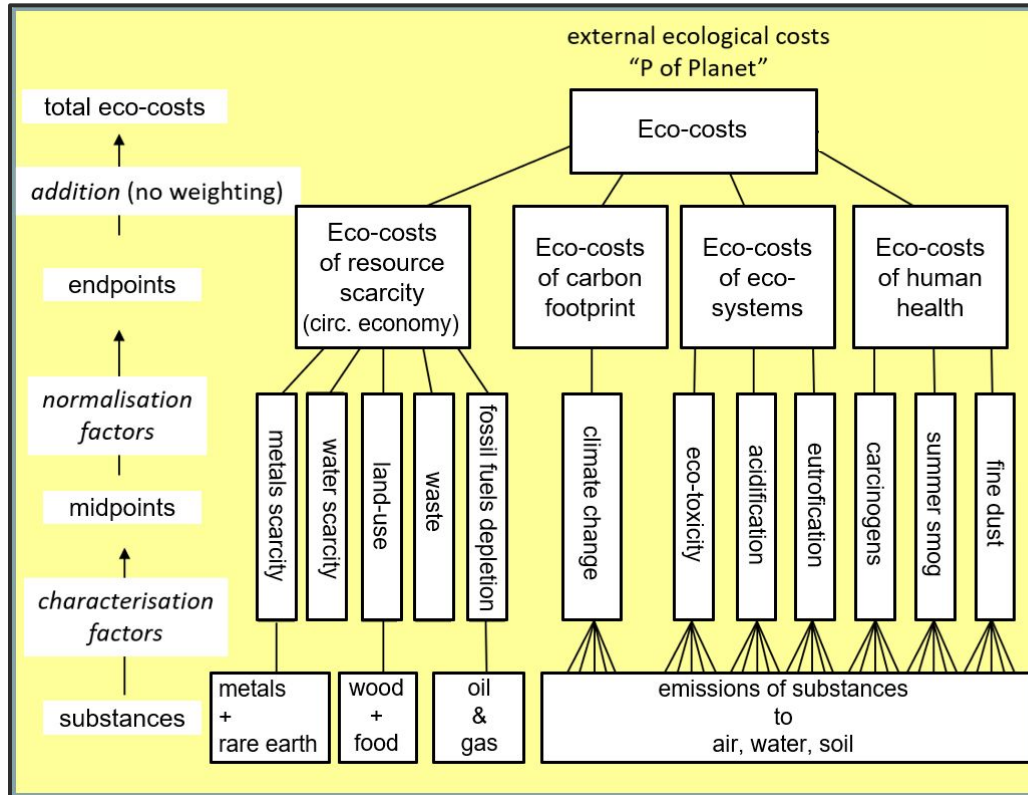 external ecological costs
“P of Planet”
total eco-costs
Eco-costs
addition (no weighting)
Eco-costs
of resource
scarcity
(circ. economy)
Eco-costs
of carbon
footprint
Eco-costs
of eco-
systems
Eco-costs
of human
health
endpoints
normalisation
factors
midpoints
characterisation
factors
substances
metals scarcity
water scarcity
land-use
waste
fossil fuels depletion
climate change
eco-toxicity
acidification
eutrofication
carcinogens
summer smog
fine dust
metals
+
rare earth
wood
+
food
oil
&
gas
emissions of substances
to
air, water, soil